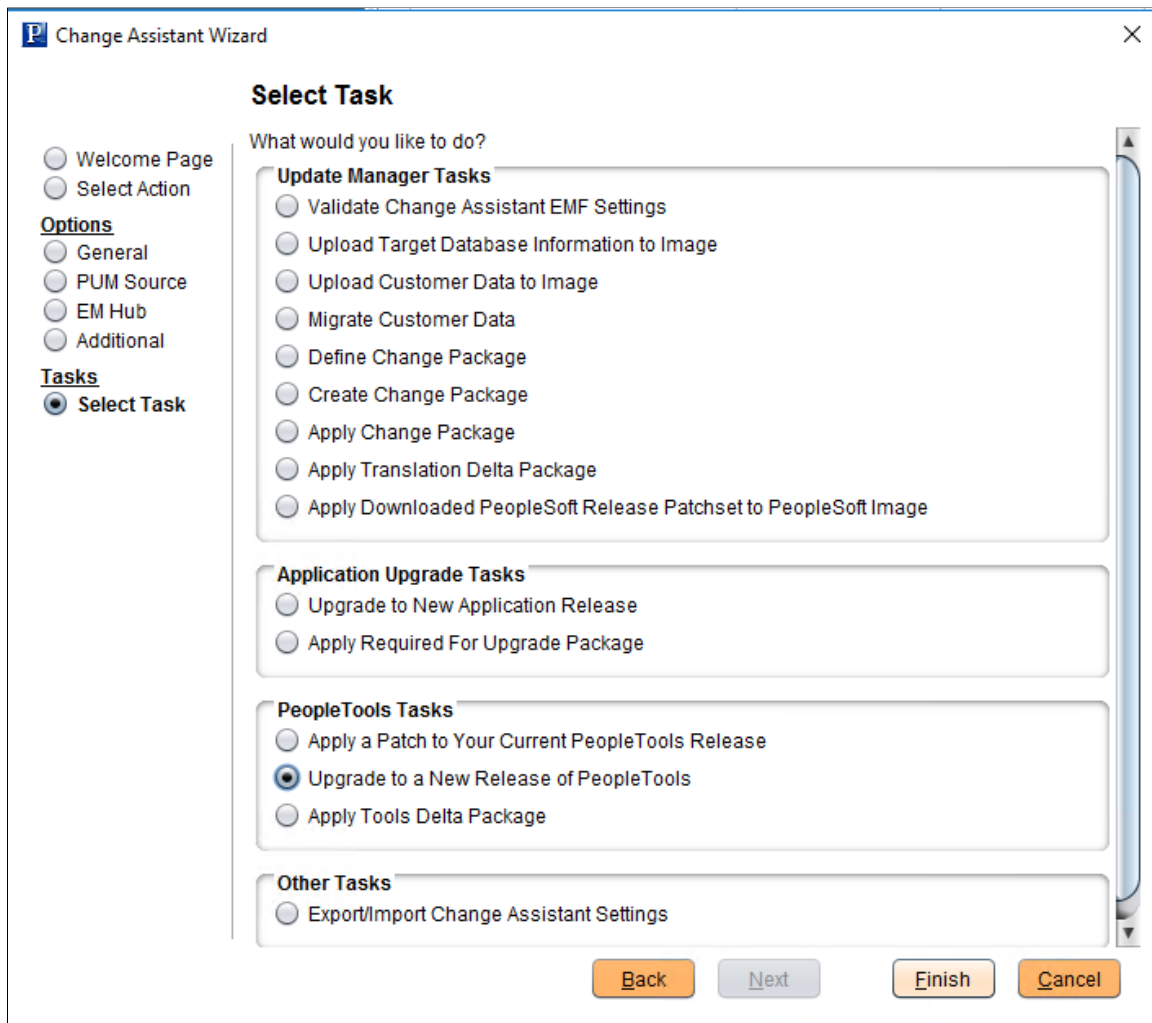 Change Assistant Wizard
Select Task
Welcome Page
Select Action
Options
General
PUM Source
EM Hub
Additional
Tasks
Select Task
What would you like to do?
Update Manager Tasks
Validate Change Assistant EMF Settings
Upload Target Database Information to Image
Upload Customer Data to Image
Migrate Customer Data
Define Change Package
Create Change Package
Apply Change Package
Apply Translation Delta Package
Apply Downloaded PeopleSoft Release Patchset to PeopleSoft Image
Application Upgrade Tasks
Upgrade to New Application Release
Apply Required For Upgrade Package
PeopleTools Tasks
Apply a Patch to Your Current PeopleTools Release
Upgrade to a New Release of PeopleTools
Apply Tools Delta Package
Other Tasks
Export/Import Change Assistant Settings
Back Next Finish Cancel